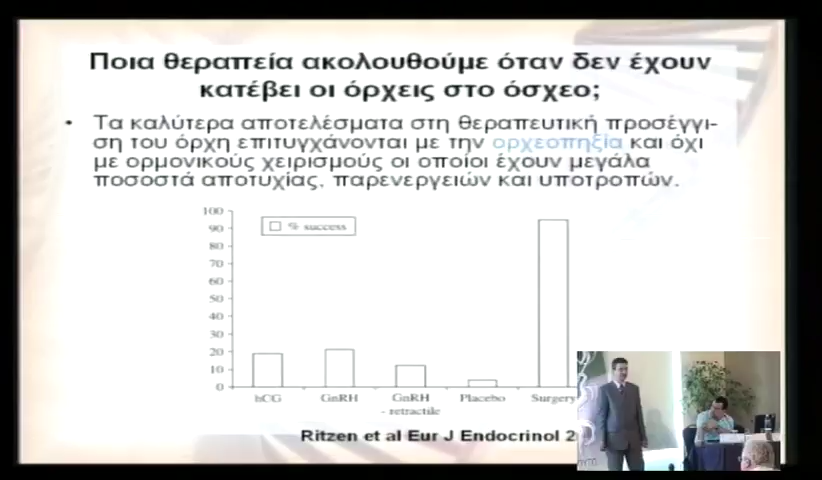 Ποια θεραπεία ακολουθούμε όταν δεν έχουν
κατέβει οι όρχεις στο όσχεο;
• Τα καλύτερα αποτελέσματα στη θεραπευτική προσέγγι-
ση του όρχη επιτυγχάνονται με την ορχεοπηξία και όχι
με ορμονικούς χειρισμούς οι οποίοι έχουν μεγάλα
ποσοστά αποτυχίας, παρενεργειών και υποτροπών.
100
90
80
70
60
50
40
30
20
10
0
% success
hCG GnRH GnRH Placebo Surgery
- retractile
Ritzen et al Eur J Endocrinol